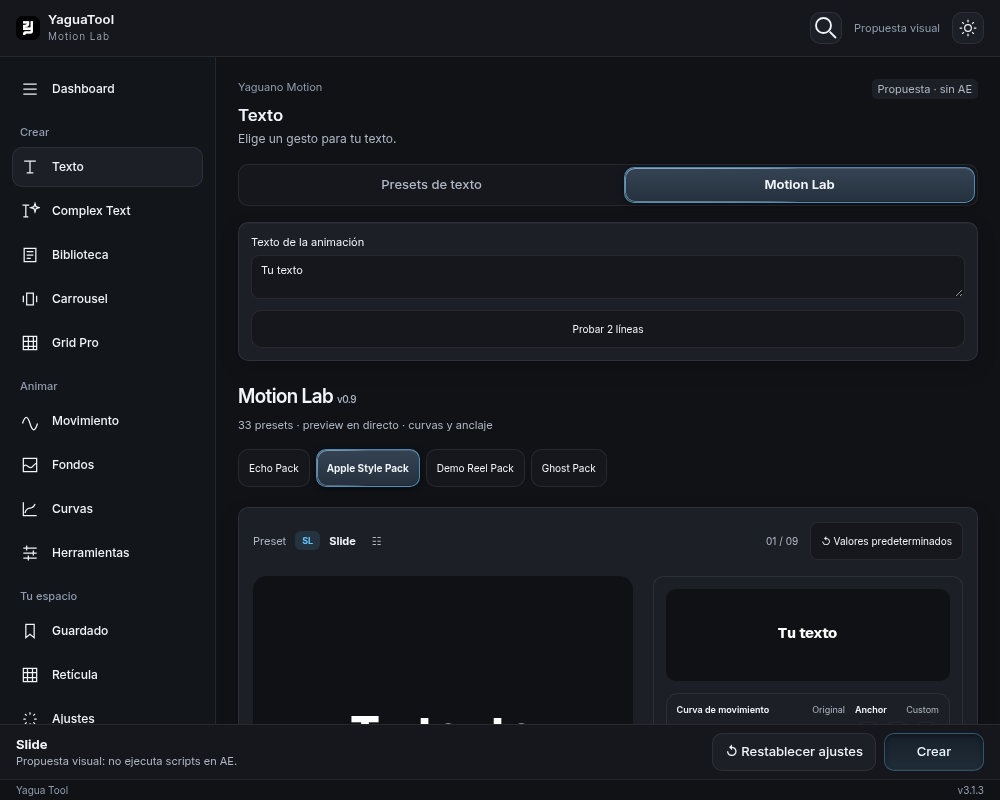 YaguaTool
Motion Lab
Propuesta visual
Dashboard
Crear
Texto
Complex Text
Biblioteca
Carrousel
Grid Pro
Animar
Movimiento
Fondos
Curvas
Herramientas
Tu espacio
Guardado
Retícula
Ajustes
Yaguano Motion
Propuesta · sin AE
Texto
Elige un gesto para tu texto.
Presets de texto
Motion Lab
Texto de la animación
Tu texto
Probar 2 líneas
Motion Lab v0.9
33 presets · preview en directo · curvas y anclaje
Echo Pack
Apple Style Pack
Demo Reel Pack
Ghost Pack
Preset SL Slide
01 / 09
Valores predeterminados
Tu texto
Curva de movimiento
Original Anchor Custom
Slide
Propuesta visual: no ejecuta scripts en AE.
Restablecer ajustes
Crear
Yagua Tool
v3.1.3